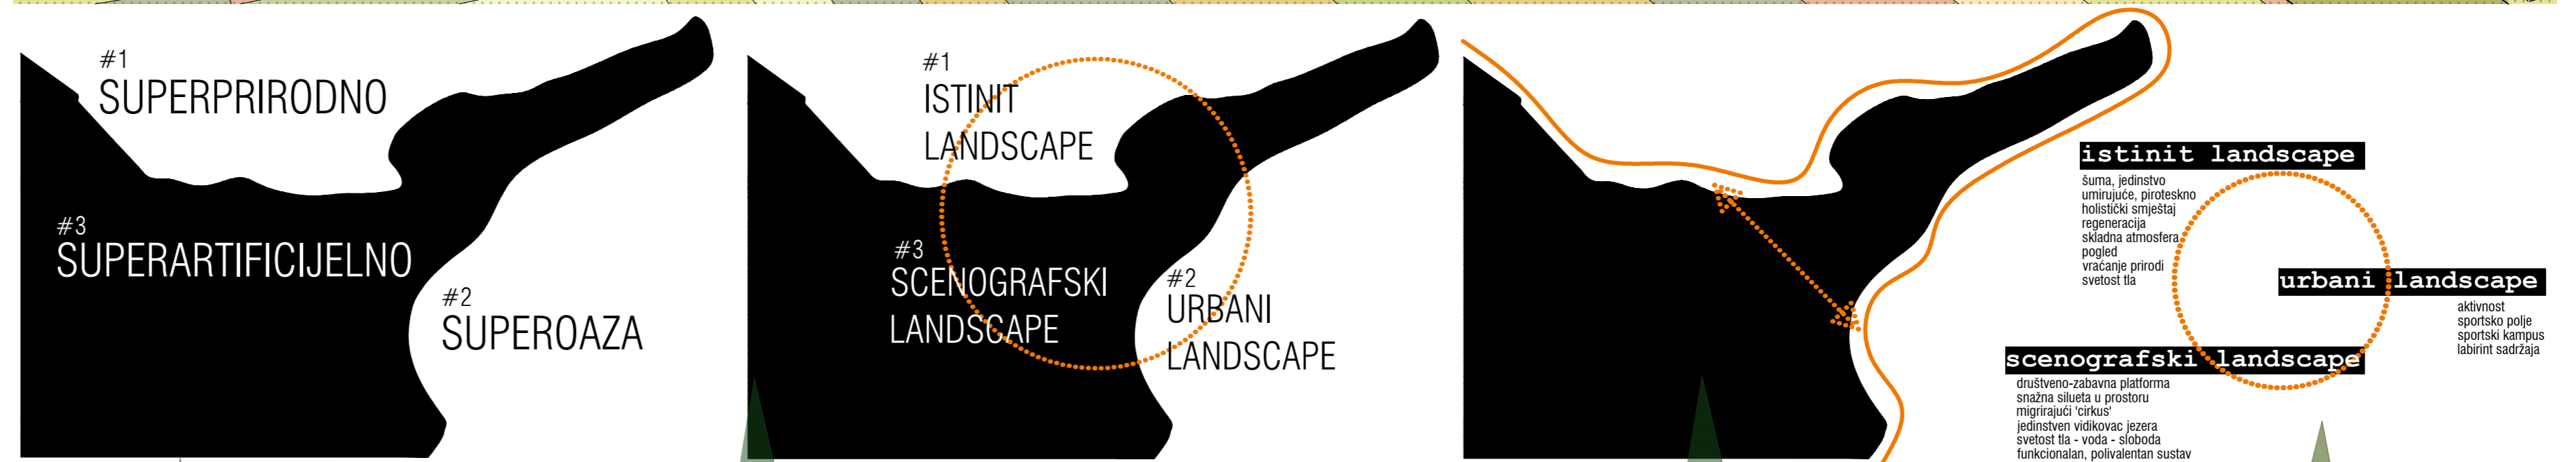 #1
SUPERPRIRODNO
#3
SUPERARTIFICIJELNO
#2
SUPEROAZA
#1
ISTINIT
LANDSCAPE
#3
SCENOGRAFSKI
LANDSCAPE
#2
URBANI
LANDSCAPE
istinit landscape
šuma, jedinstvo
umirujuće, piroteskno
holistički smještaj
regeneracija
skladna atmosfera
pogled
vraćanje prirodi
svetost tla
urbani landscape
aktivnost
sportsko polje
sportski kampus
labirint sadržaja
scenografski landscape
društveno-zabavna platforma
snažna silueta u prostoru
migrirajući 'cirkus'
jedinstven vidikovac jezera
svetost tla - voda - sloboda
funkcionalan, polivalentan sustav